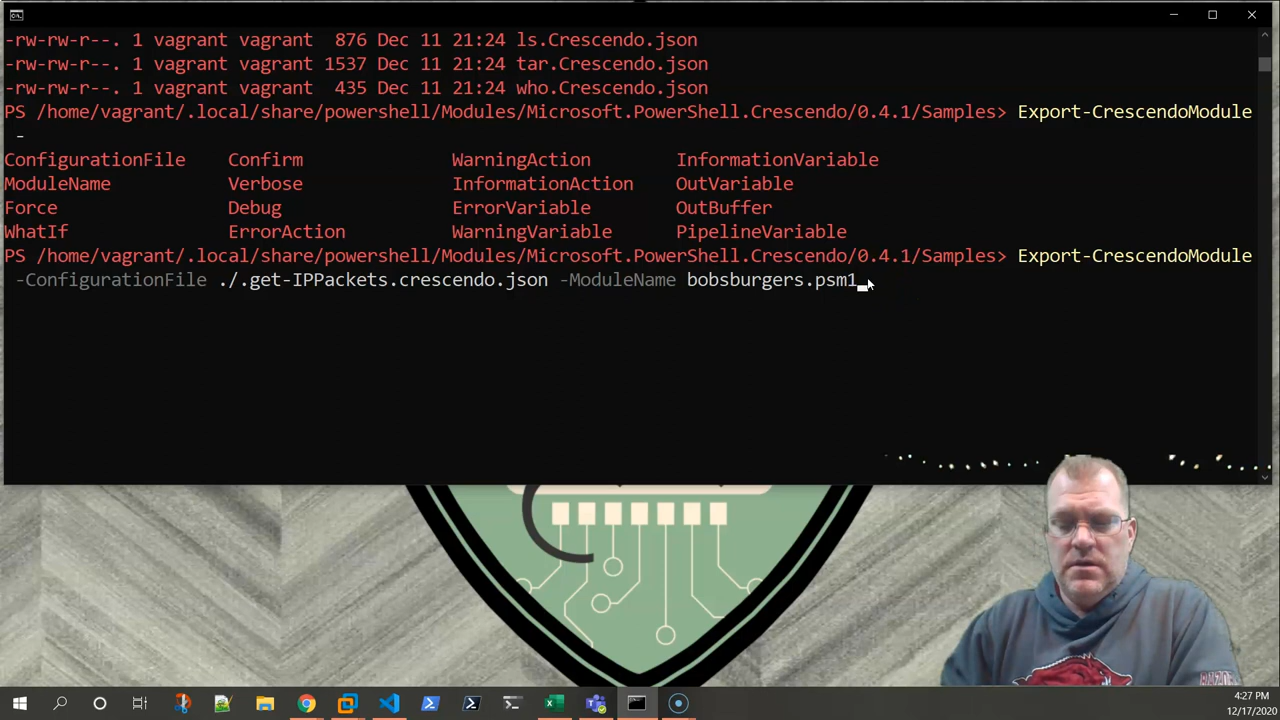 -rw-rw-r--. 1 vagrant vagrant  876 Dec 11 21:24 ls.Crescendo.json
-rw-rw-r--. 1 vagrant vagrant 1537 Dec 11 21:24 tar.Crescendo.json
-rw-rw-r--. 1 vagrant vagrant  435 Dec 11 21:24 who.Crescendo.json
PS /home/vagrant/.local/share/powershell/Modules/Microsoft.PowerShell.Crescendo/0.4.1/Samples> Export-CrescendoModule
-
ConfigurationFile    Confirm              WarningAction        InformationVariable
ModuleName           Verbose              InformationAction    OutVariable
Force                Debug                ErrorVariable        OutBuffer
WhatIf               ErrorAction          WarningVariable      PipelineVariable
PS /home/vagrant/.local/share/powershell/Modules/Microsoft.PowerShell.Crescendo/0.4.1/Samples> Export-CrescendoModule
-ConfigurationFile ./.get-IPPackets.crescendo.json -ModuleName bobsburgers.psm1
4:27 PM
12/17/2020